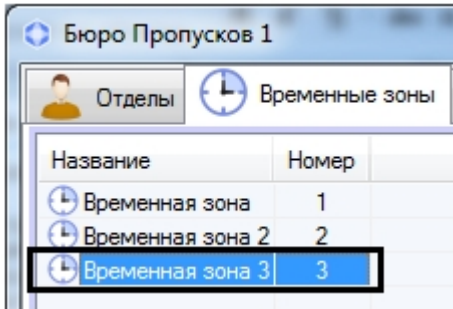 Бюро Пропусков 1
Отделы Временные зоны
Название Номер
Временная зона 1
Временная зона 2 2
Временная зона 3 3